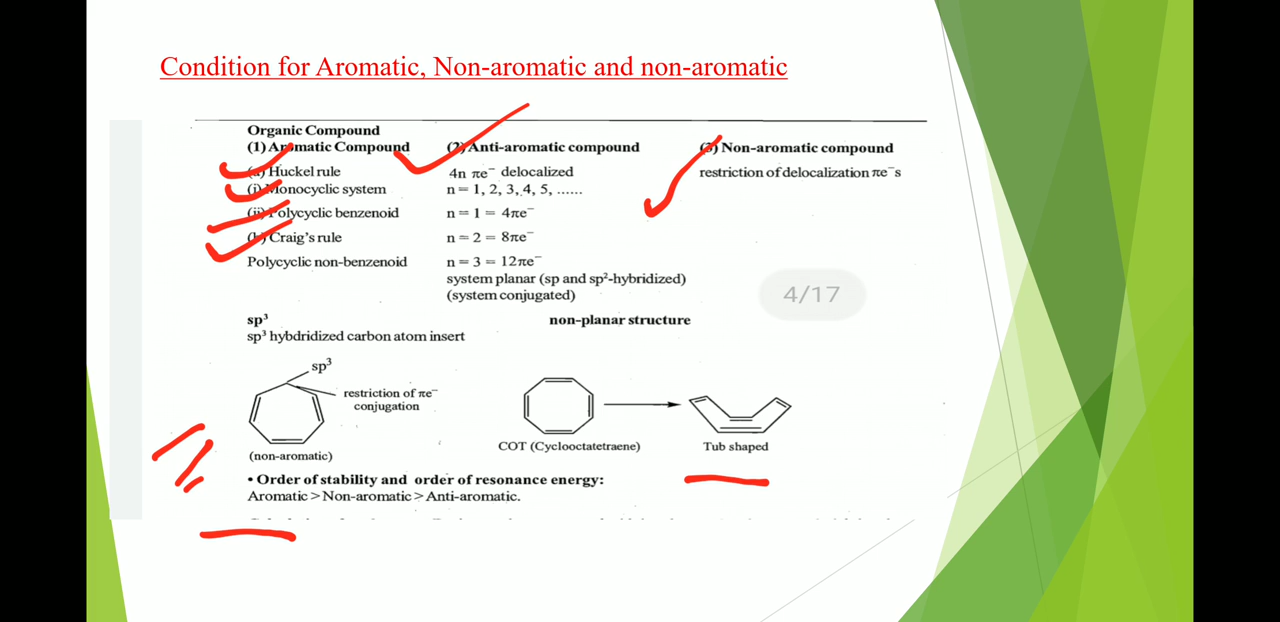 Condition for Aromatic, Non-aromatic and non-aromatic
Organic Compound
(1) Aromatic Compound
(a) Huckel rule
(i) Monocyclic system
(ii) Polycyclic benzenoid
(b) Craig's rule
Polycyclic non-benzenoid
(2) Anti-aromatic compound
4n πe⁻ delocalized
n = 1, 2, 3, 4, 5, ......
n = 1 = 4πe⁻
n = 2 = 8πe⁻
n = 3 = 12πe⁻
system planar (sp and sp²-hybridized)
(system conjugated)
(3) Non-aromatic compound
restriction of delocalization πe⁻s
4/17
sp³
sp³ hybdridized carbon atom insert
non-planar structure
sp³
restriction of πe⁻
conjugation
(non-aromatic)
COT (Cyclooctatetraene)
Tub shaped
• Order of stability and order of resonance energy:
Aromatic > Non-aromatic > Anti-aromatic.